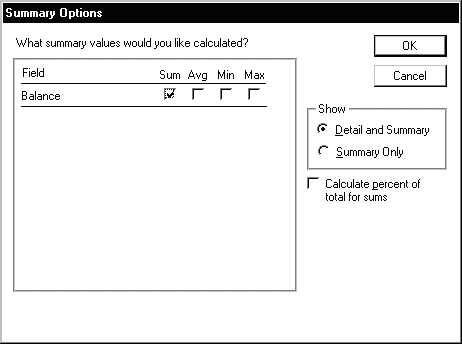 Summary Options
What summary values would you like calculated?
OK
Cancel
Field Sum Avg Min Max
Balance
Show
Detail and Summary
Summary Only
Calculate percent of
total for sums